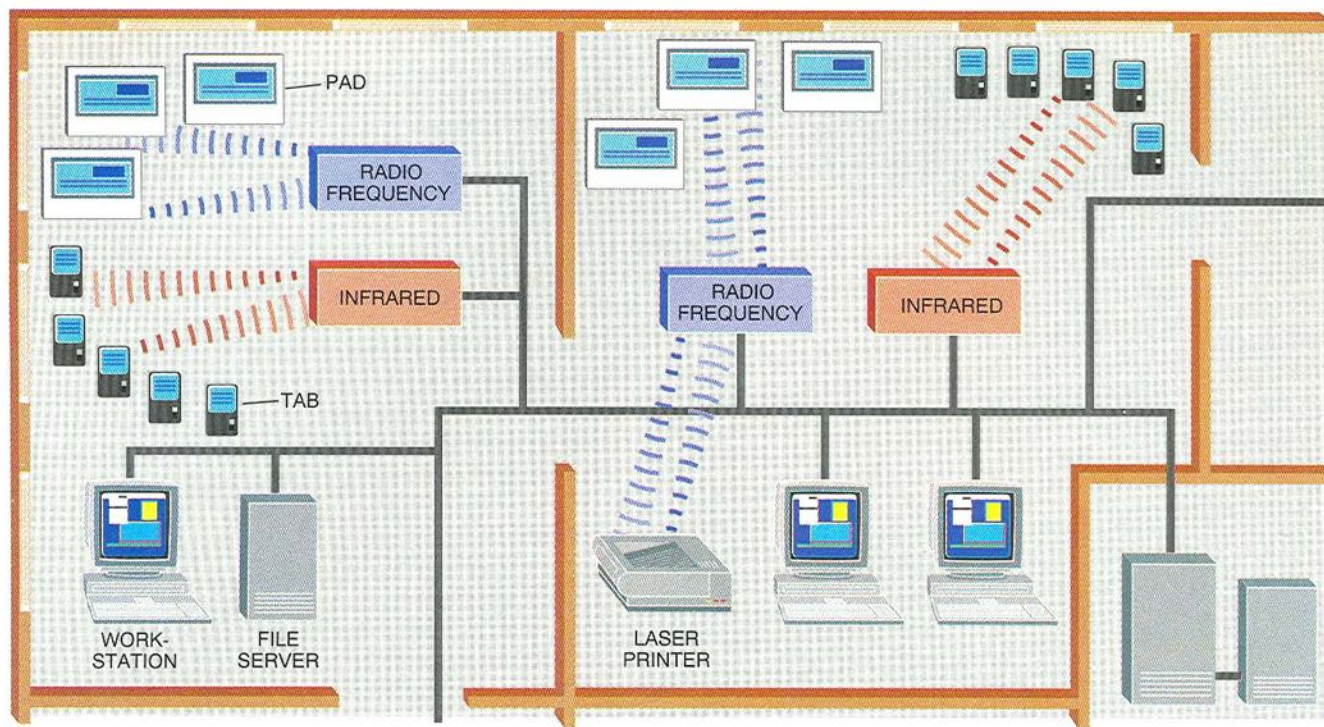 PAD
RADIO
FREQUENCY
INFRARED
TAB
RADIO
FREQUENCY
INFRARED
WORK-
STATION
FILE
SERVER
LASER
PRINTER